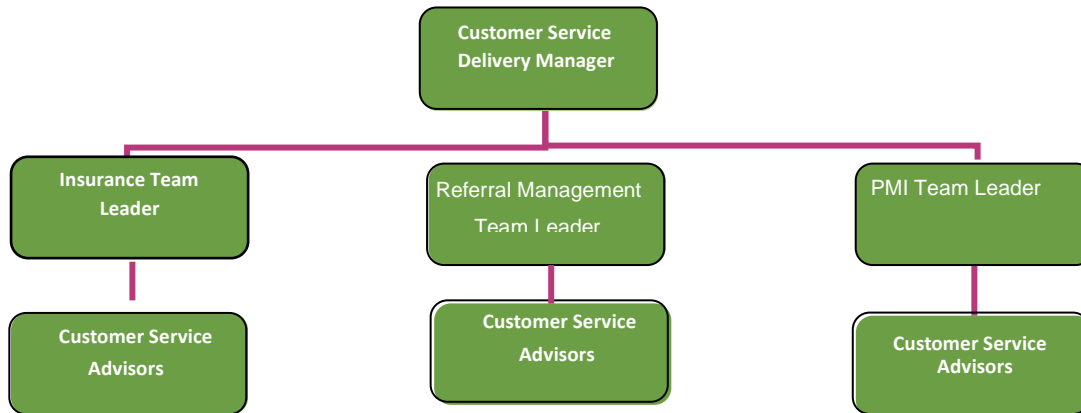 Customer Service
Delivery Manager
Insurance Team
Leader
Referral Management
Team Leader
PMI Team Leader
Customer Service
Advisors
Customer Service
Advisors
Customer Service
Advisors